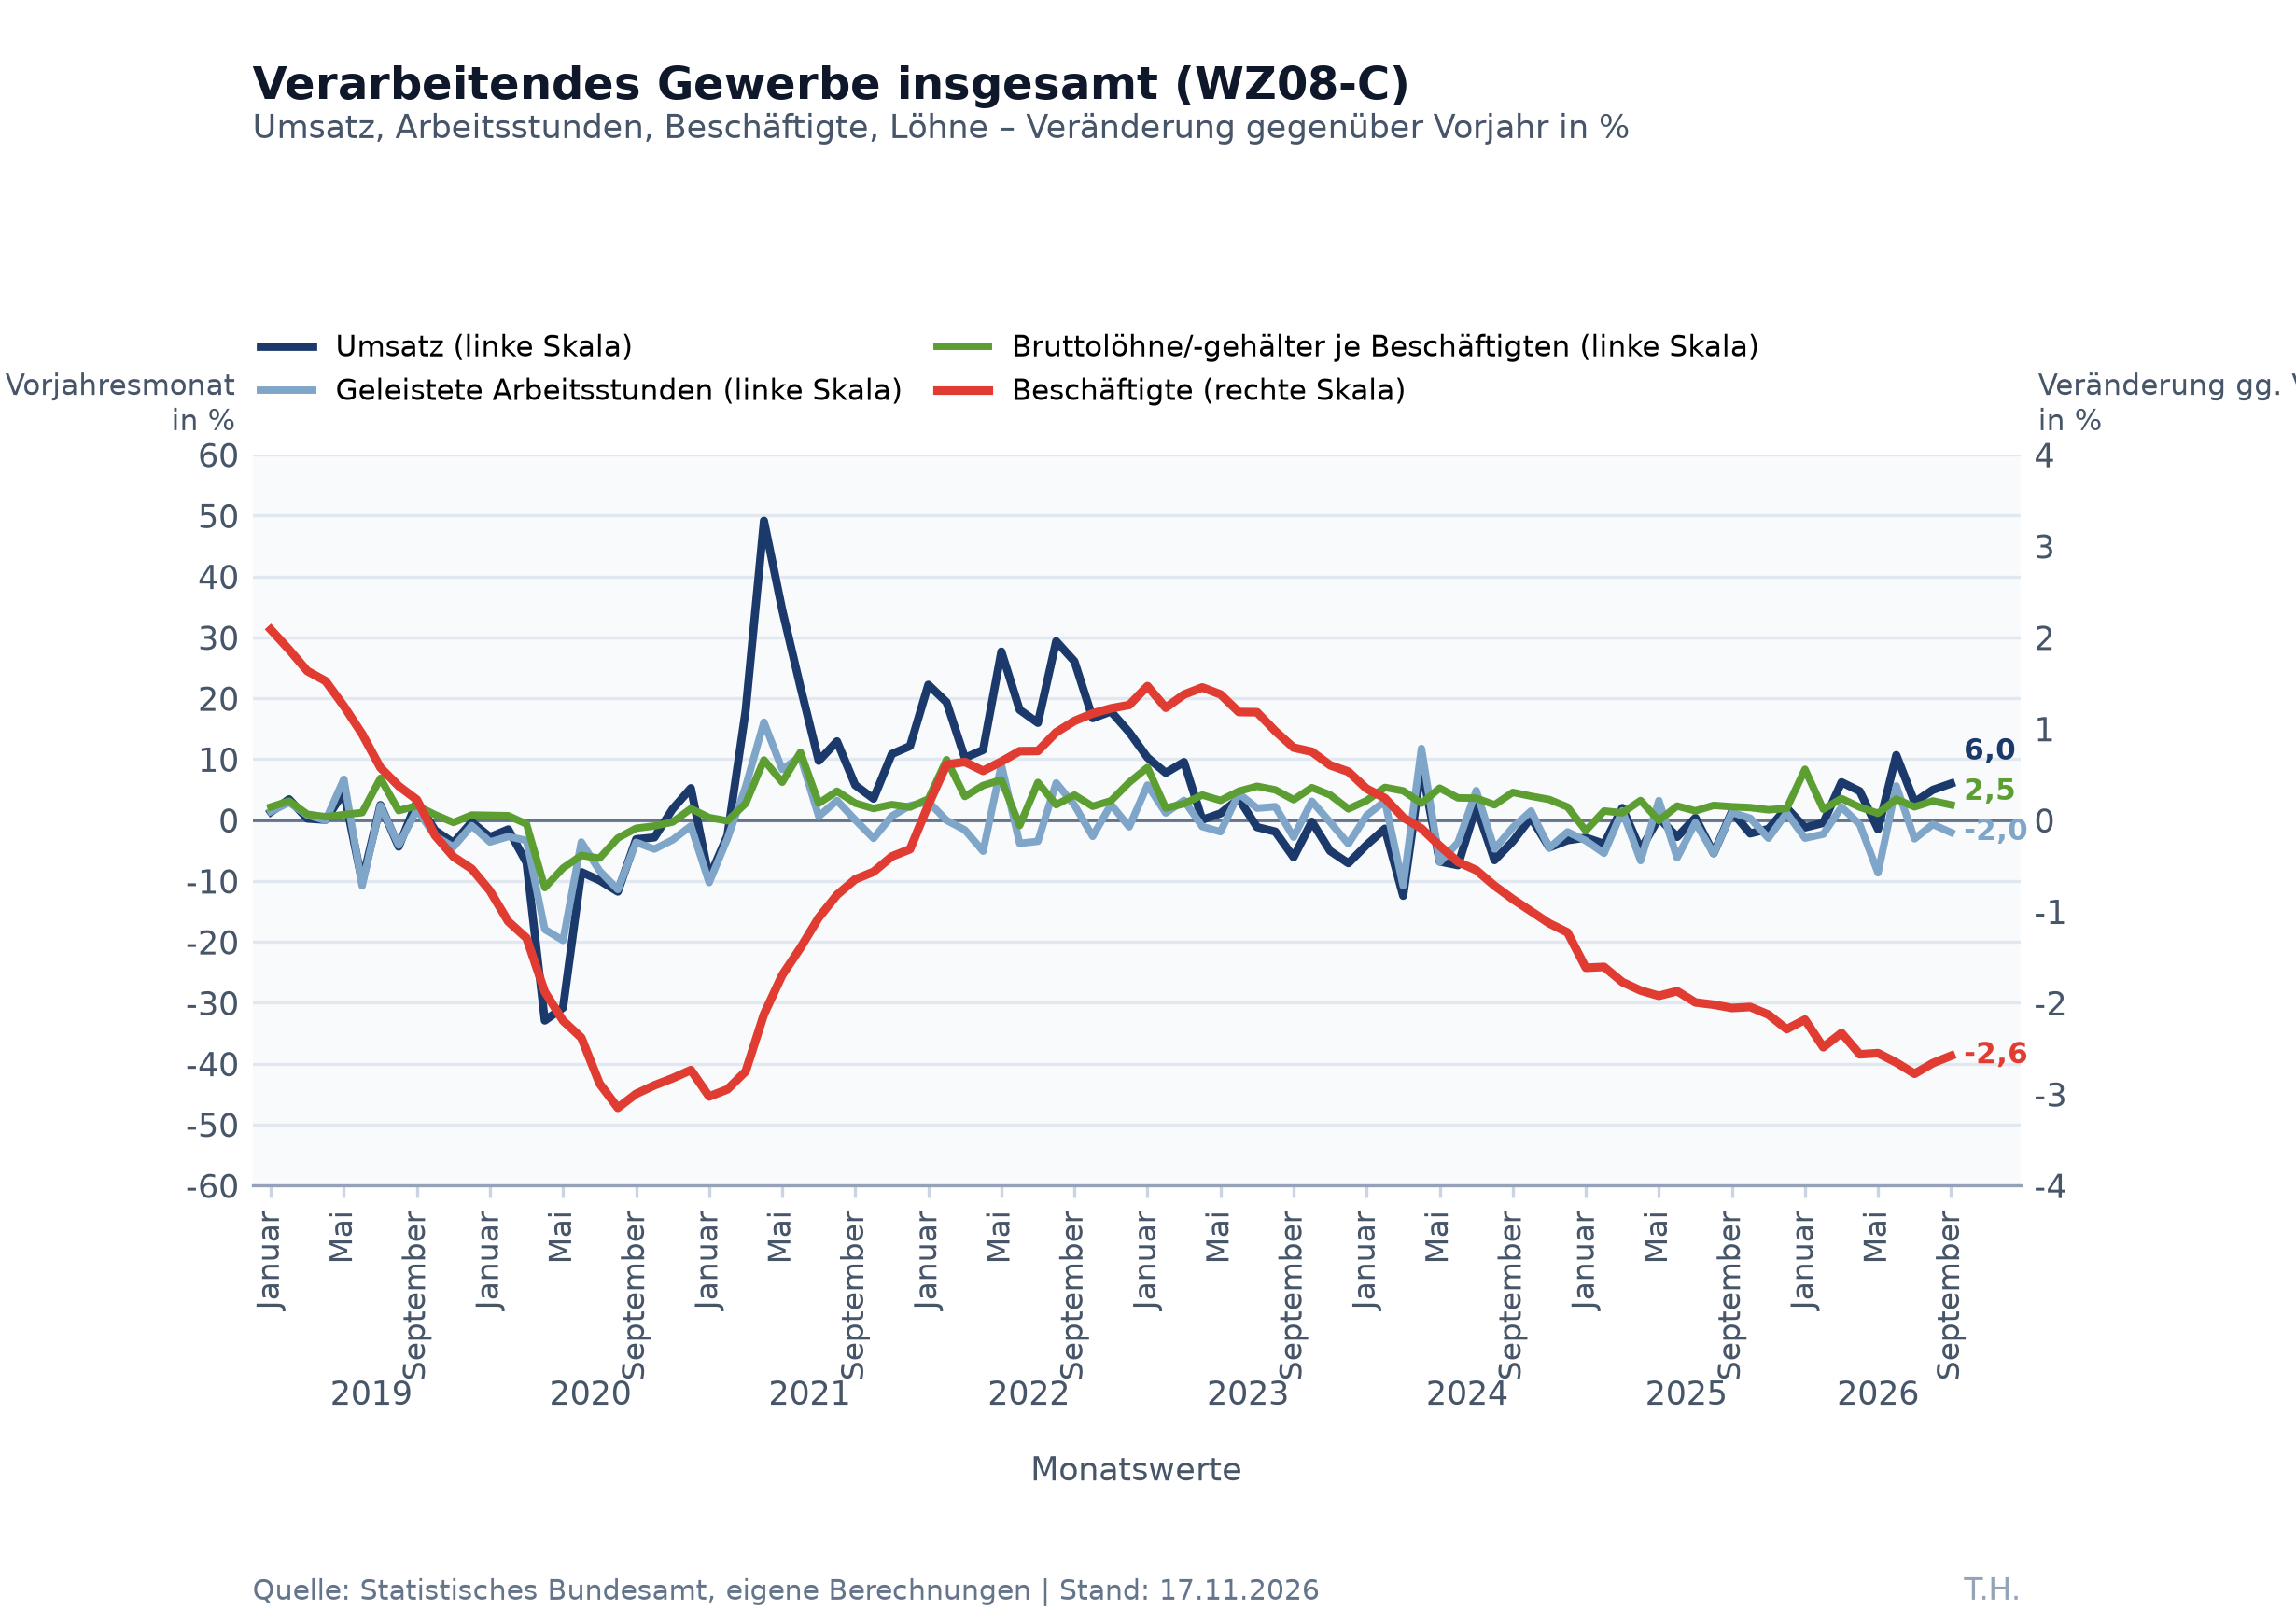 Verarbeitendes Gewerbe insgesamt (WZ08-C)
Umsatz, Arbeitsstunden, Beschäftigte, Löhne – Veränderung gegenüber Vorjahr in %
Umsatz (linke Skala)
Bruttolöhne/-gehälter je Beschäftigten (linke Skala)
Geleistete Arbeitsstunden (linke Skala)
Beschäftigte (rechte Skala)
Vorjahresmonat
in %
Veränderung gg.
in %
60
50
40
30
20
10
0
-10
-20
-30
-40
-50
-60
4
3
2
1
0
-1
-2
-3
-4
6,0
2,5
-2,0
-2,6
Januar
Mai
September
Januar
Mai
September
Januar
Mai
September
Januar
Mai
September
Januar
Mai
September
Januar
Mai
September
Januar
Mai
September
Januar
Mai
September
2019
2020
2021
2022
2023
2024
2025
2026
Monatswerte
Quelle: Statistisches Bundesamt, eigene Berechnungen | Stand: 17.11.2026
T.H.